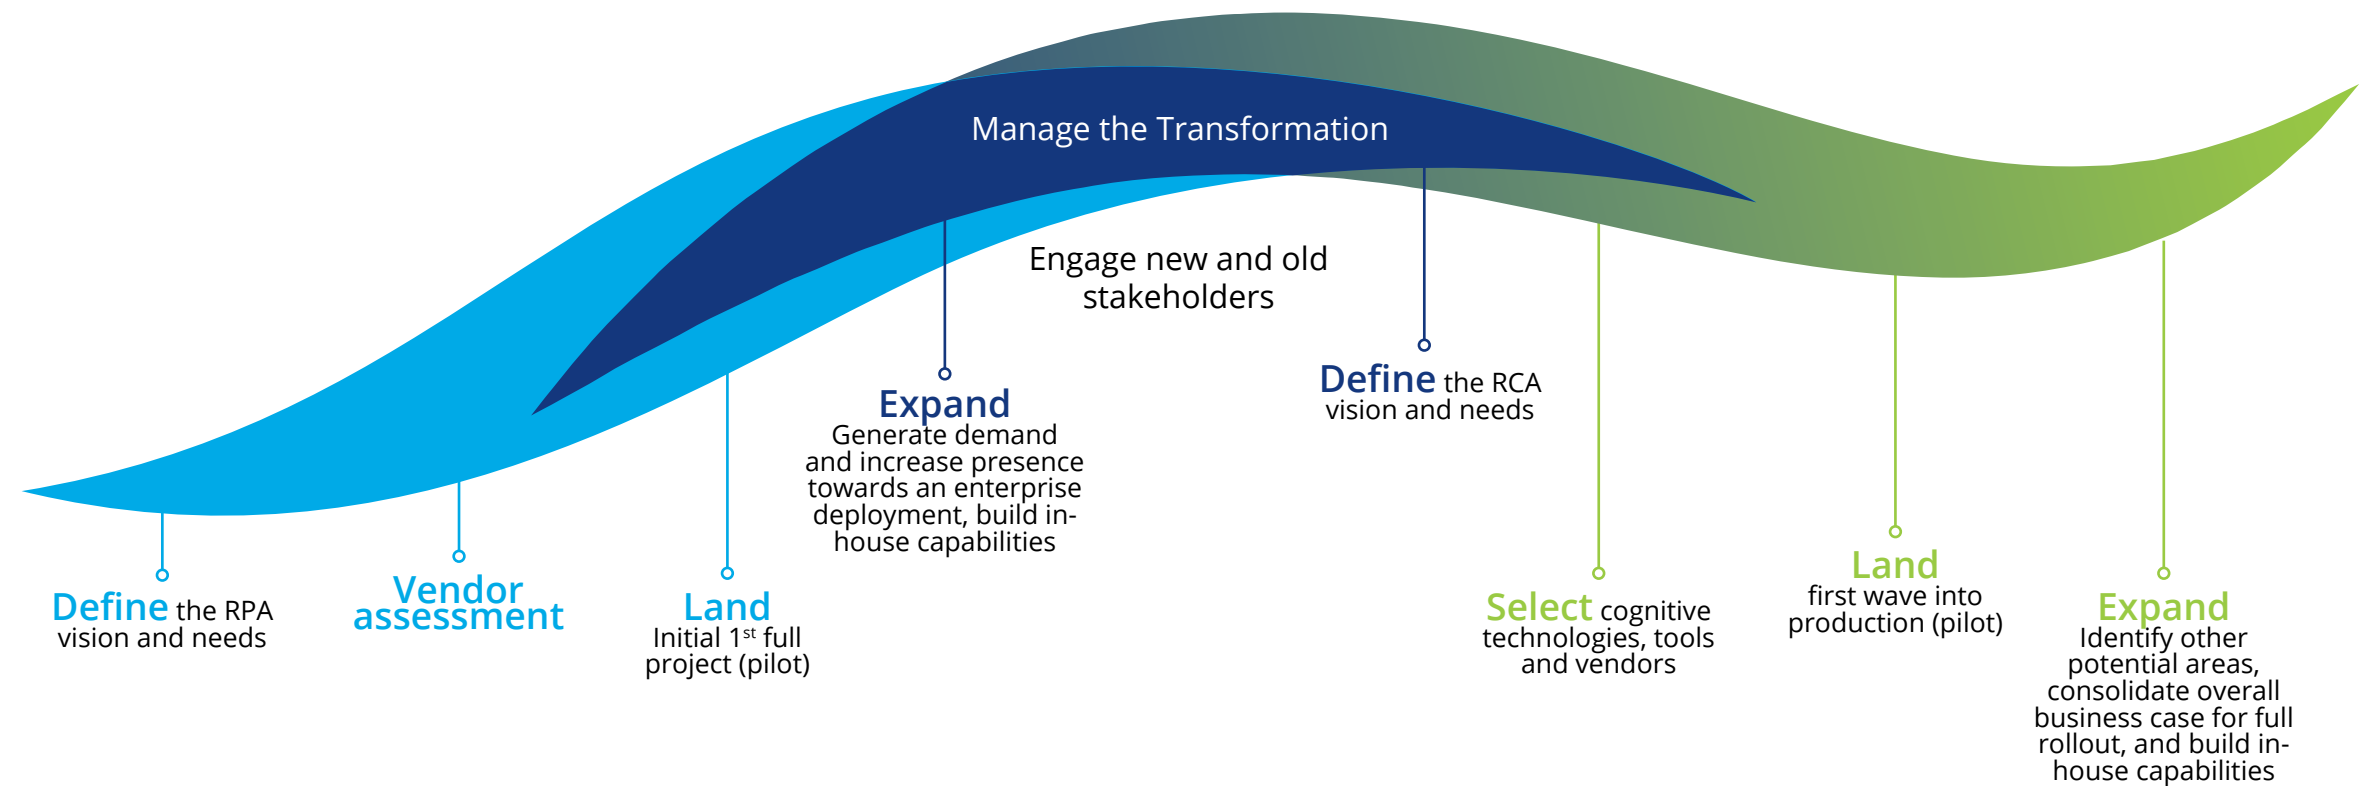 Manage the Transformation
Engage new and old
stakeholders
Define the RPA
vision and needs
Vendor
assessment
Land
Initial 1st full
project (pilot)
Expand
Generate demand
and increase presence
towards an enterprise
deployment, build in-
house capabilities
Define the RCA
vision and needs
Select cognitive
technologies, tools
and vendors
Land
first wave into
production (pilot)
Expand
Identify other
potential areas,
consolidate overall
business case for full
rollout, and build in-
house capabilities